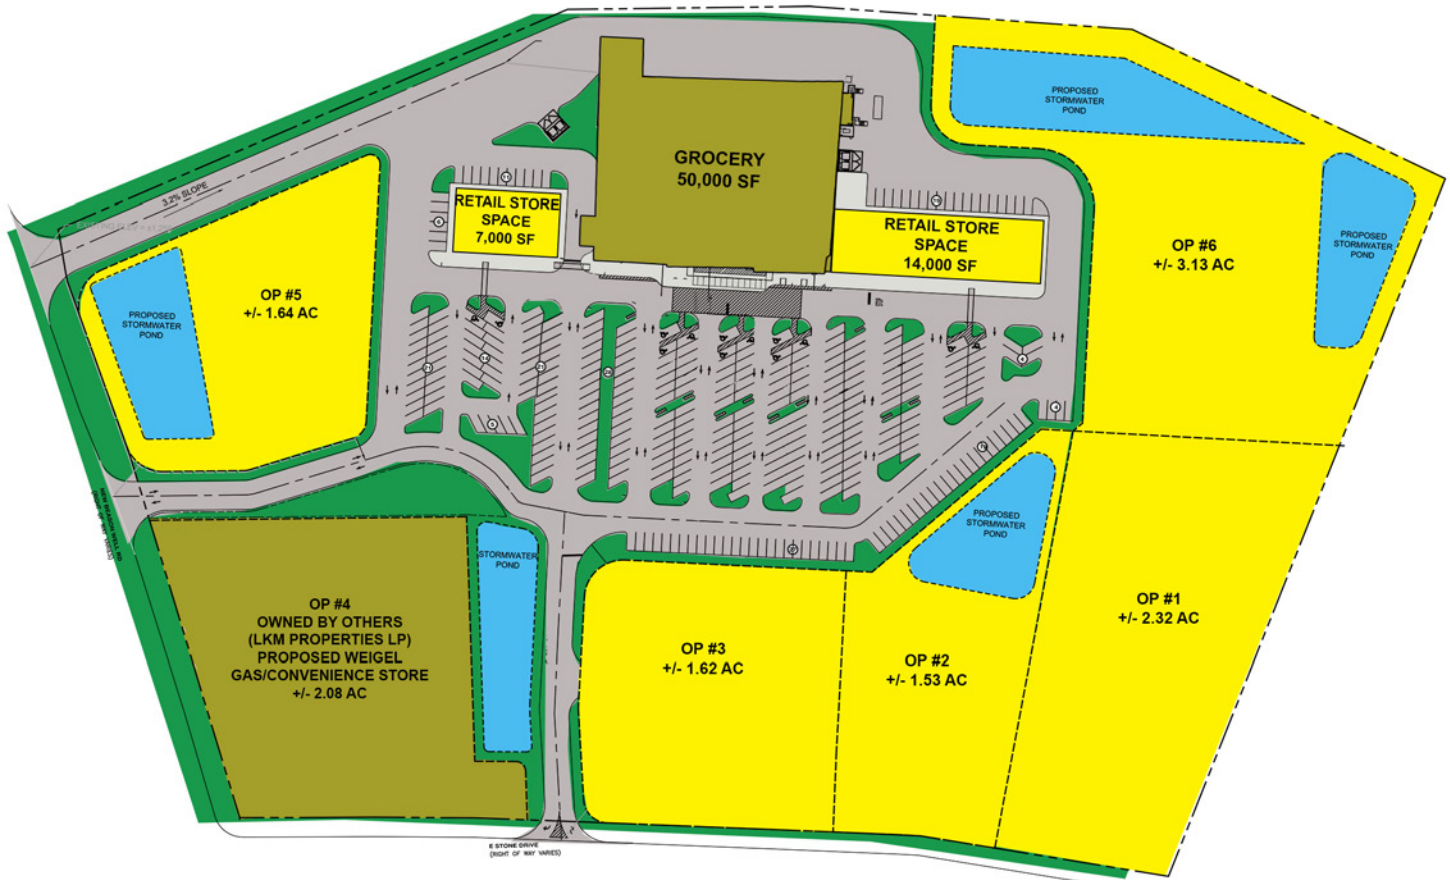 PROPOSED
STORMWATER
POND
GROCERY
50,000 SF
3.2% SLOPE
RETAIL STORE
SPACE
7,000 SF
RETAIL STORE
SPACE
14,000 SF
OP #6
+/- 3.13 AC
PROPOSED
STORMWATER
POND
OP #5
+/- 1.64 AC
PROPOSED
STORMWATER
POND
PROPOSED
STORMWATER
POND
NEW BEASON WELL RD
STORMWATER
POND
OP #4
OWNED BY OTHERS
(LKM PROPERTIES LP)
PROPOSED WEIGEL
GAS/CONVENIENCE STORE
+/- 2.08 AC
OP #3
+/- 1.62 AC
OP #2
+/- 1.53 AC
OP #1
+/- 2.32 AC
E STONE DRIVE
(RIGHT OF WAY VARIES)